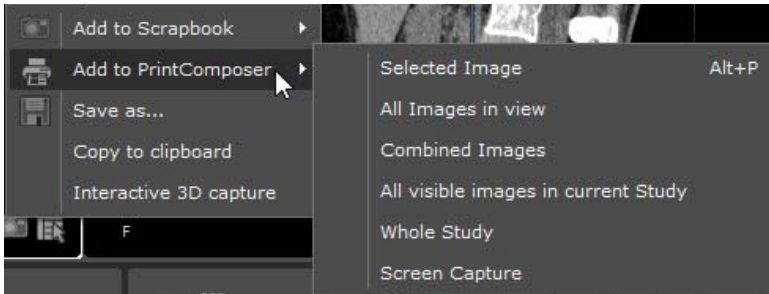 Add to Scrapbook
Add to PrintComposer
Save as...
Copy to clipboard
Interactive 3D capture
F
Selected Image Alt+P
All Images in view
Combined Images
All visible images in current Study
Whole Study
Screen Capture